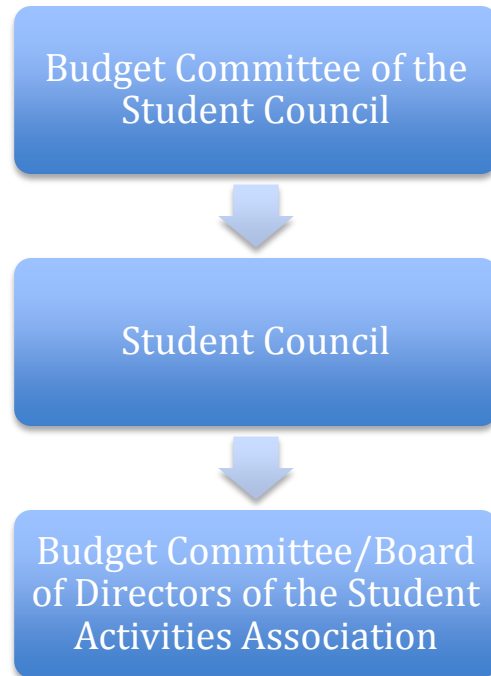 Budget Committee of the
Student Council
Student Council
Budget Committee/Board
of Directors of the Student
Activities Association